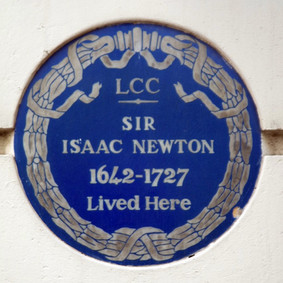 LCC
SIR
ISAAC NEWTON
1642-1727
Lived Here